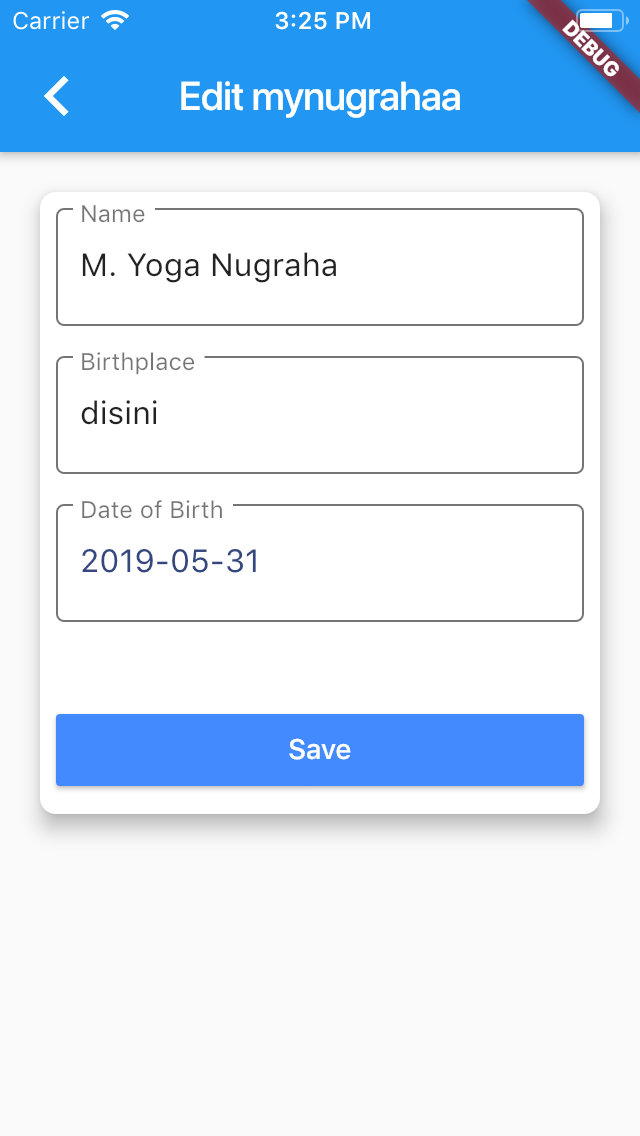 Carrier 3:25 PM
DEBUG
Edit mynugrahaa
Name
M. Yoga Nugraha
Birthplace
disini
Date of Birth
2019-05-31
Save